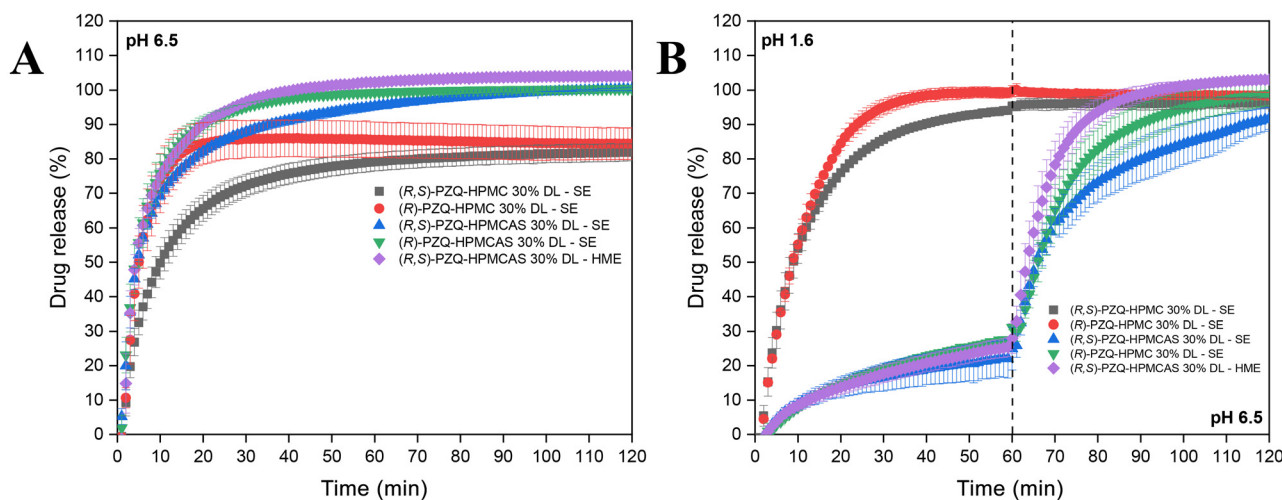 A
pH 6.5
Drug release (%)
120
110
100
90
80
70
60
50
40
30
20
10
0
(R,S)-PZQ-HPMC 30% DL - SE
(R)-PZQ-HPMC 30% DL - SE
(R,S)-PZQ-HPMCAS 30% DL - SE
(R)-PZQ-HPMCAS 30% DL - SE
(R,S)-PZQ-HPMCAS 30% DL - HME
0 10 20 30 40 50 60 70 80 90 100 110 120
Time (min)
B
pH 1.6
Drug release (%)
120
110
100
90
80
70
60
50
40
30
20
10
0
(R,S)-PZQ-HPMC 30% DL - SE
(R)-PZQ-HPMC 30% DL - SE
(R,S)-PZQ-HPMCAS 30% DL - SE
(R)-PZQ-HPMC 30% DL - SE
(R,S)-PZQ-HPMCAS 30% DL - HME
pH 6.5
0 10 20 30 40 50 60 70 80 90 100 110 120
Time (min)